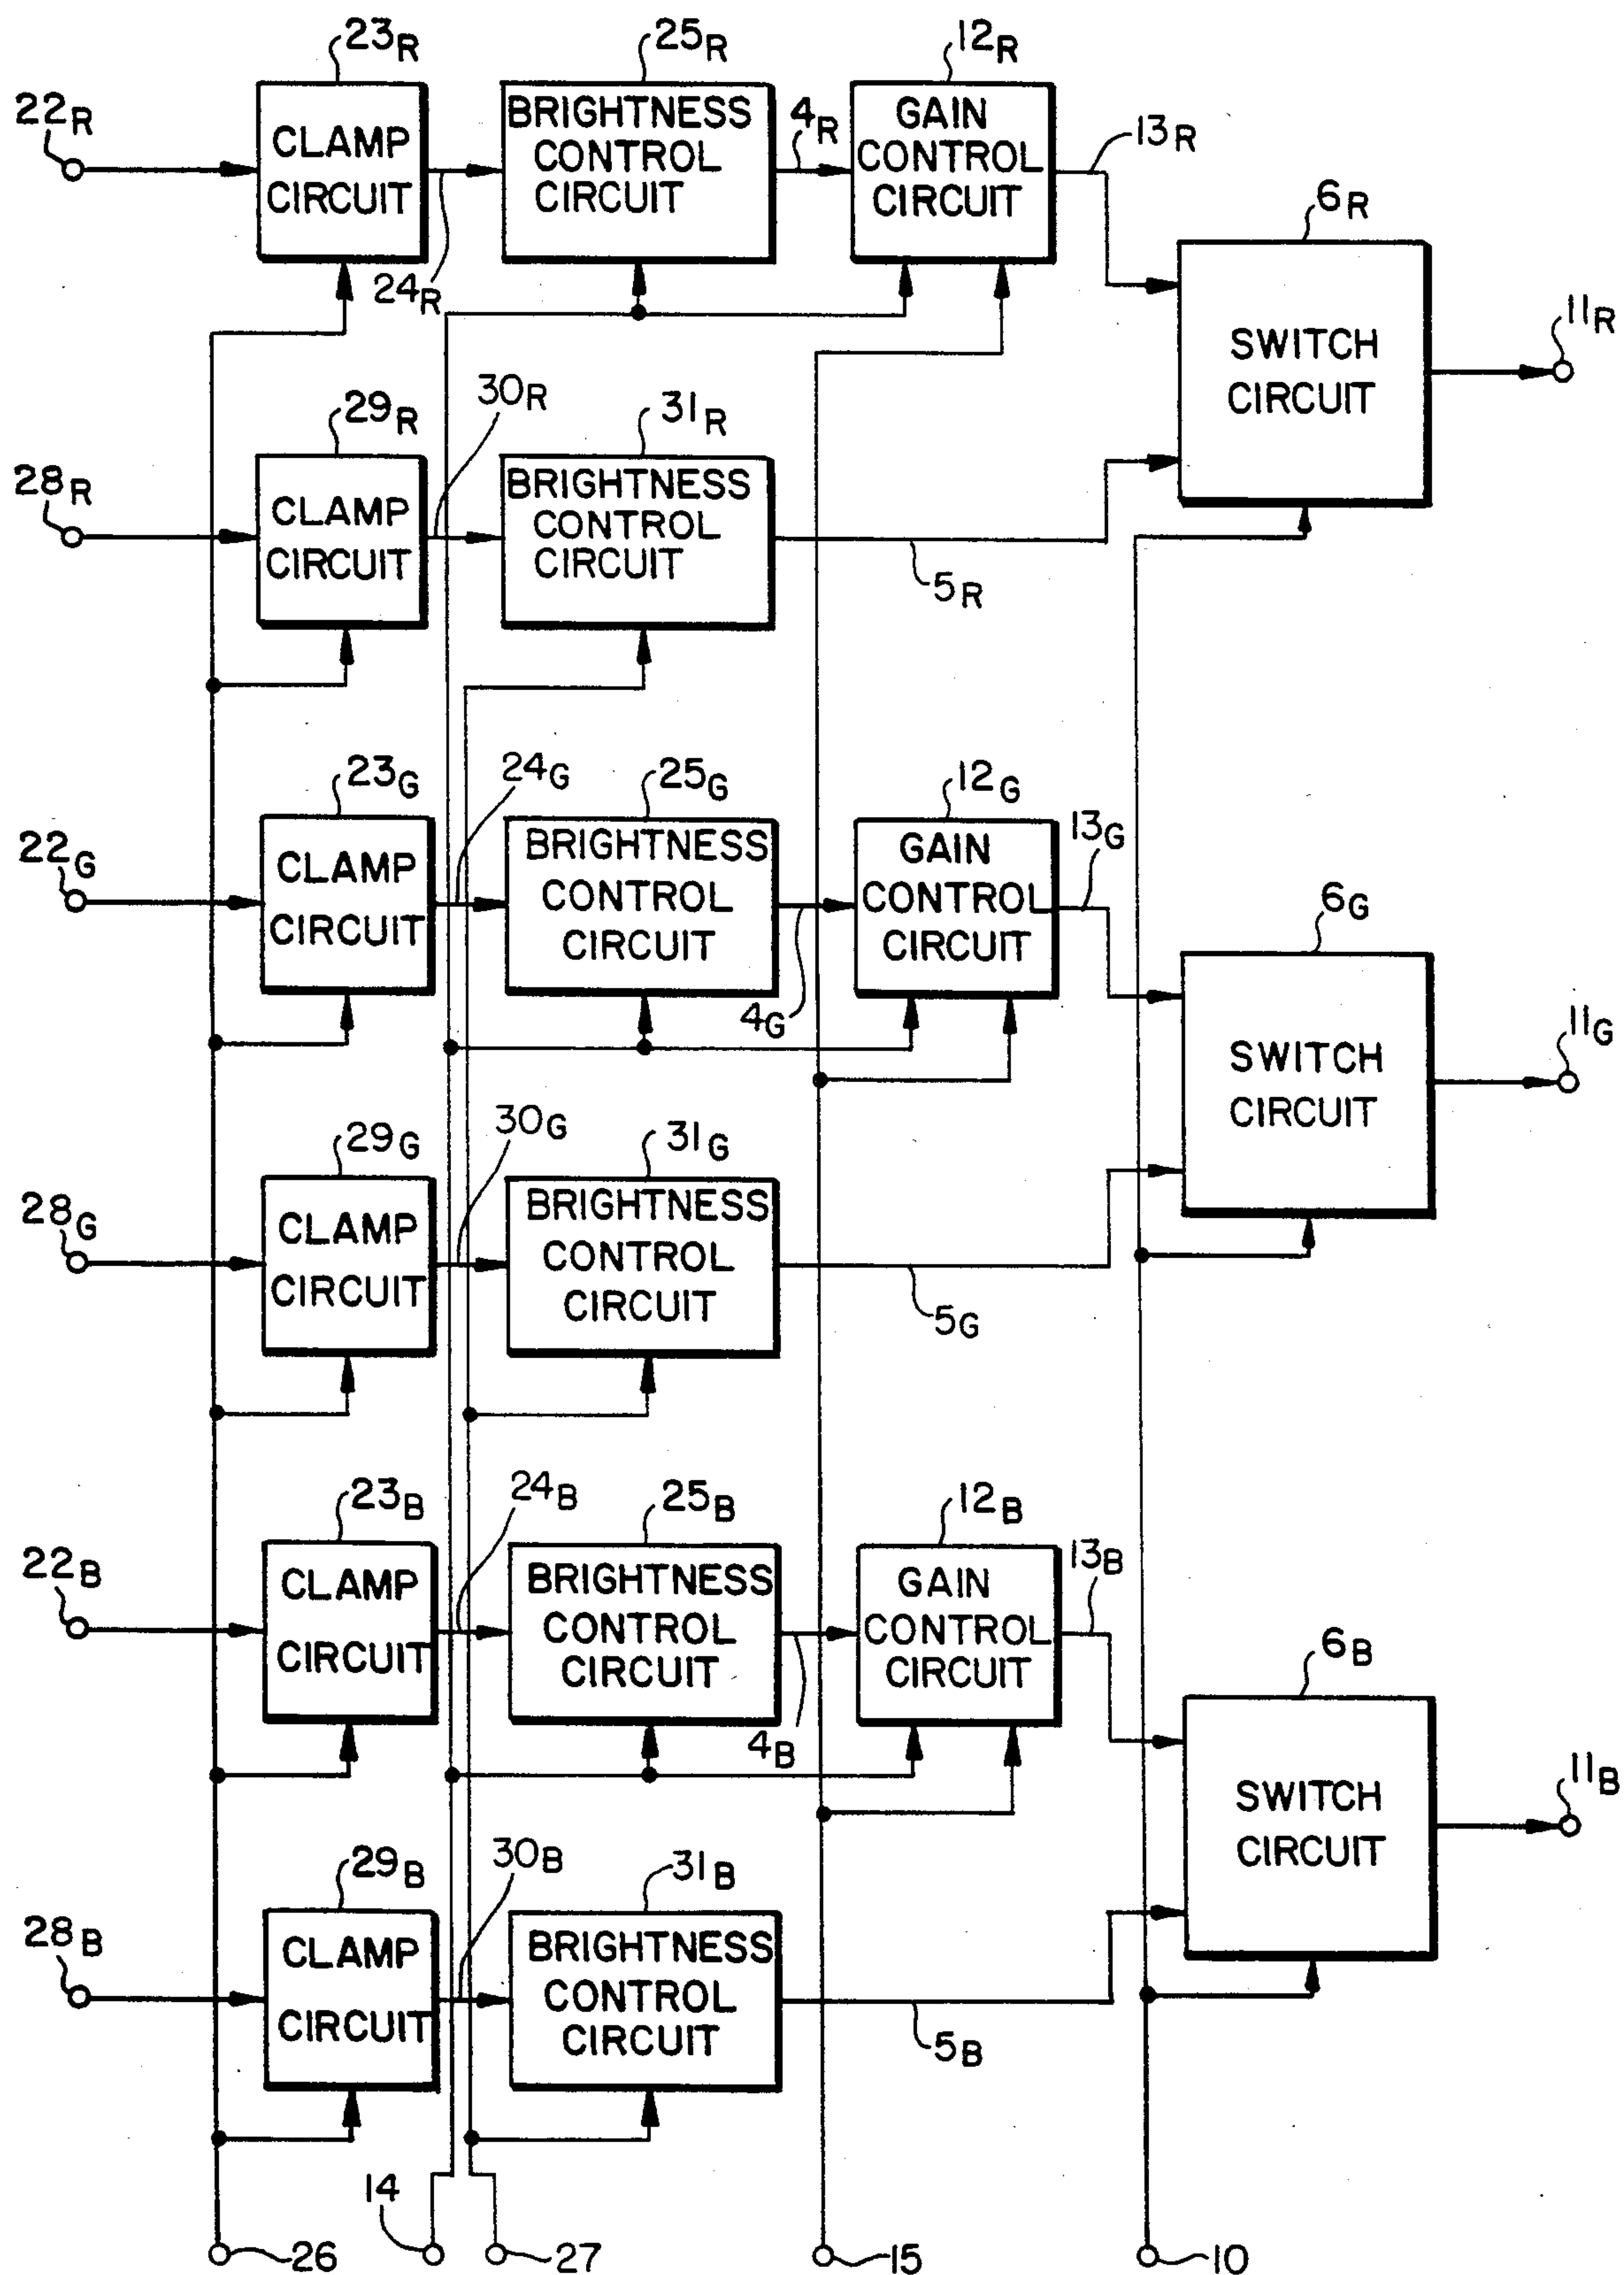 23R
25R
12R
22R
CLAMP
CIRCUIT
BRIGHTNESS
CONTROL
CIRCUIT
4R
GAIN
CONTROL
CIRCUIT
13R
24R
6R
SWITCH
CIRCUIT
11R
29R
30R
31R
28R
CLAMP
CIRCUIT
BRIGHTNESS
CONTROL
CIRCUIT
5R
23G
24G
25G
12G
22G
CLAMP
CIRCUIT
BRIGHTNESS
CONTROL
CIRCUIT
4G
GAIN
CONTROL
CIRCUIT
13G
6G
SWITCH
CIRCUIT
11G
29G
30G
31G
28G
CLAMP
CIRCUIT
BRIGHTNESS
CONTROL
CIRCUIT
5G
23B
24B
25B
12B
22B
CLAMP
CIRCUIT
BRIGHTNESS
CONTROL
CIRCUIT
4B
GAIN
CONTROL
CIRCUIT
13B
6B
SWITCH
CIRCUIT
11B
29B
30B
31B
28B
CLAMP
CIRCUIT
BRIGHTNESS
CONTROL
CIRCUIT
5B
14
26
27
15
10